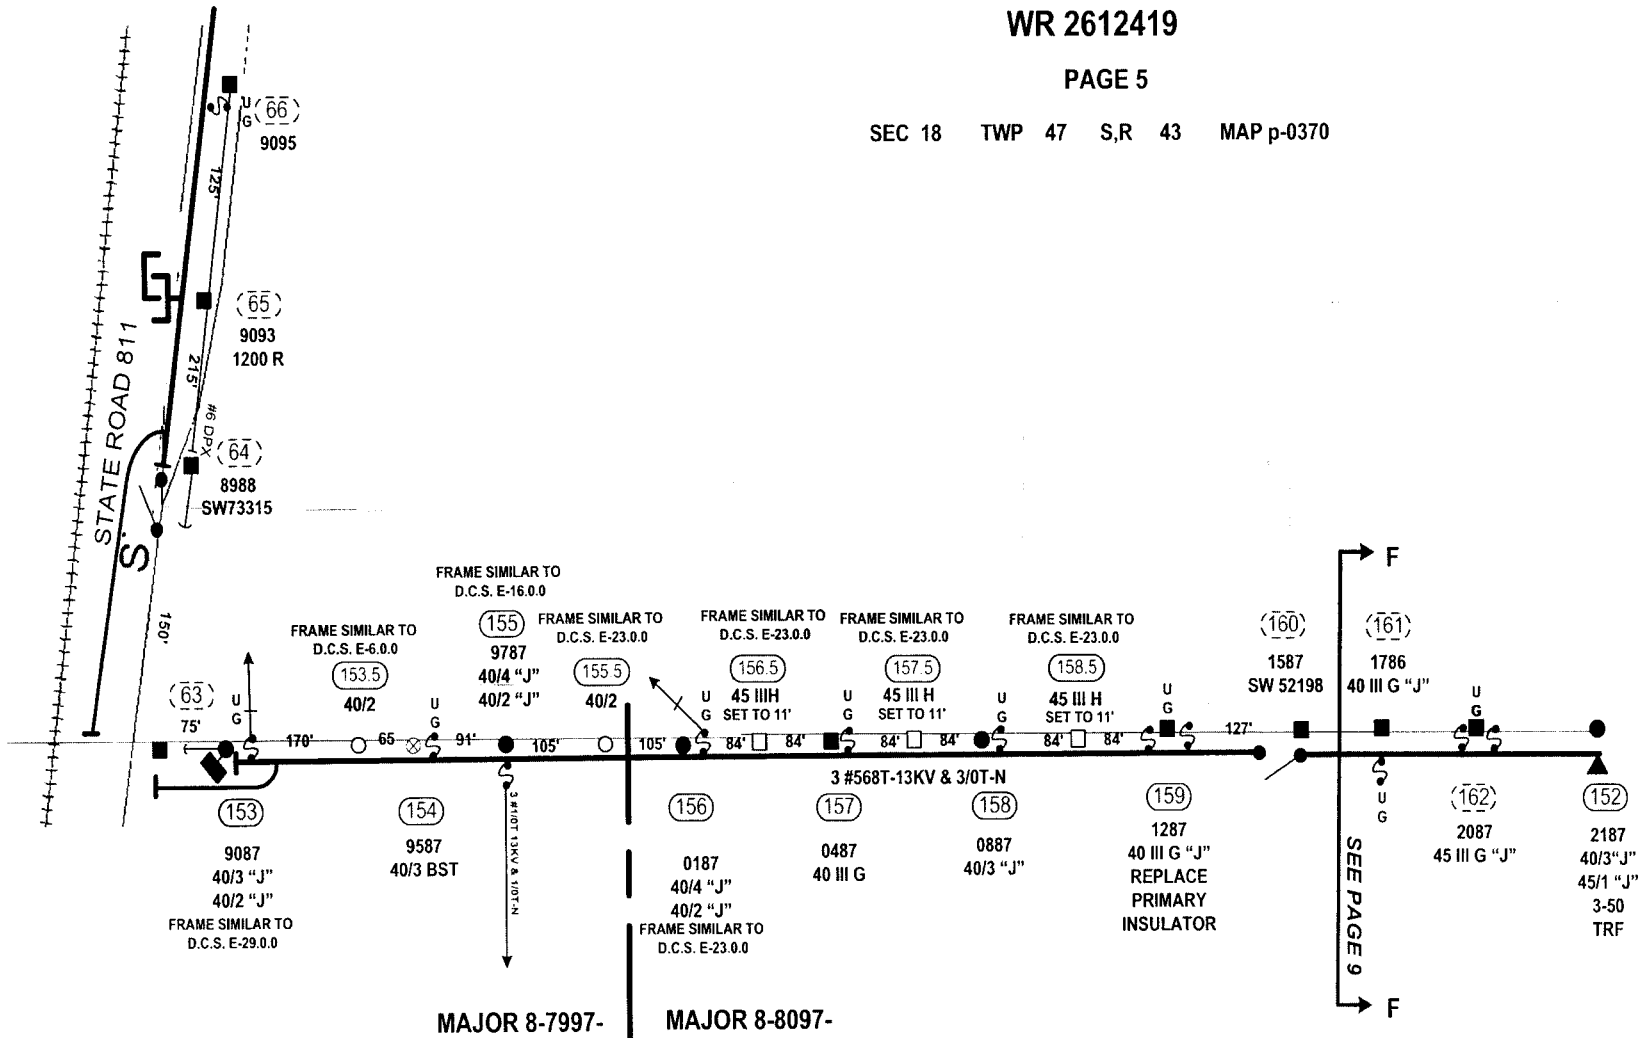 WR 2612419
PAGE 5
SEC 18 TWP 47 S,R 43 MAP p-0370
U
G
66
9095
125'
65
9093
1200 R
215'
#6 DPX
64
8988
SW73315
STATE ROAD 811
S'
150'
63
75'
U
G
170'
FRAME SIMILAR TO
D.C.S. E-6.0.0
153.5
40/2
65
U
G
91'
FRAME SIMILAR TO
D.C.S. E-16.0.0
155
9787
40/4 “J”
40/2 “J”
105'
FRAME SIMILAR TO
D.C.S. E-23.0.0
155.5
40/2
105'
U
G
FRAME SIMILAR TO
D.C.S. E-23.0.0
156.5
45 IIIH
SET TO 11'
84'
84'
U
G
FRAME SIMILAR TO
D.C.S. E-23.0.0
157.5
45 III H
SET TO 11'
84'
84'
U
G
FRAME SIMILAR TO
D.C.S. E-23.0.0
158.5
45 III H
SET TO 11'
84'
84'
U
G
127'
160
1587
SW 52198
F
161
1786
40 III G “J”
U
G
3 #568T-13KV & 3/0T-N
153
9087
40/3 “J”
40/2 “J”
FRAME SIMILAR TO
D.C.S. E-29.0.0
154
9587
40/3 BST
3 #1/0T 13KV & 1/0T-N
156
0187
40/4 “J”
40/2 “J”
FRAME SIMILAR TO
D.C.S. E-23.0.0
157
0487
40 III G
158
0887
40/3 “J”
159
1287
40 III G “J”
REPLACE
PRIMARY
INSULATOR
U
G
162
2087
45 III G “J”
152
2187
40/3“J”
45/1 “J”
3-50
TRF
SEE PAGE 9
F
MAJOR 8-7997-
MAJOR 8-8097-